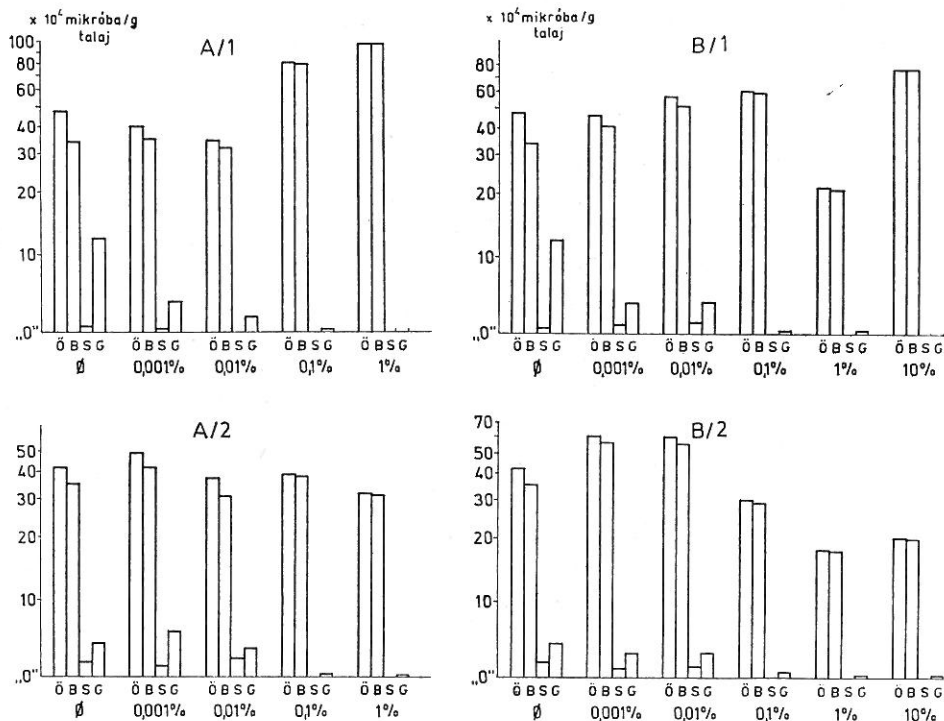 x 10⁴ mikróba/g
talaj
A/1
100
80
60
40
30
20
10
„0"
Ö B S G Ö B S G Ö B S G Ö B S G Ö B S G
Ø 0,001% 0,01% 0,1% 1%
x 10⁴ mikróba/g
talaj
B/1
80
60
40
30
20
10
„0"
Ö B S G Ö B S G Ö B S G Ö B S G Ö B S G Ö B S G
Ø 0,001% 0,01% 0,1% 1% 10%
A/2
50
40
30
20
10
„0"
Ö B S G Ö B S G Ö B S G Ö B S G Ö B S G
Ø 0,001% 0,01% 0,1% 1%
B/2
70
50
40
30
20
10
„0"
Ö B S G Ö B S G Ö B S G Ö B S G Ö B S G Ö B S G
Ø 0,001% 0,01% 0,1% 1% 10%